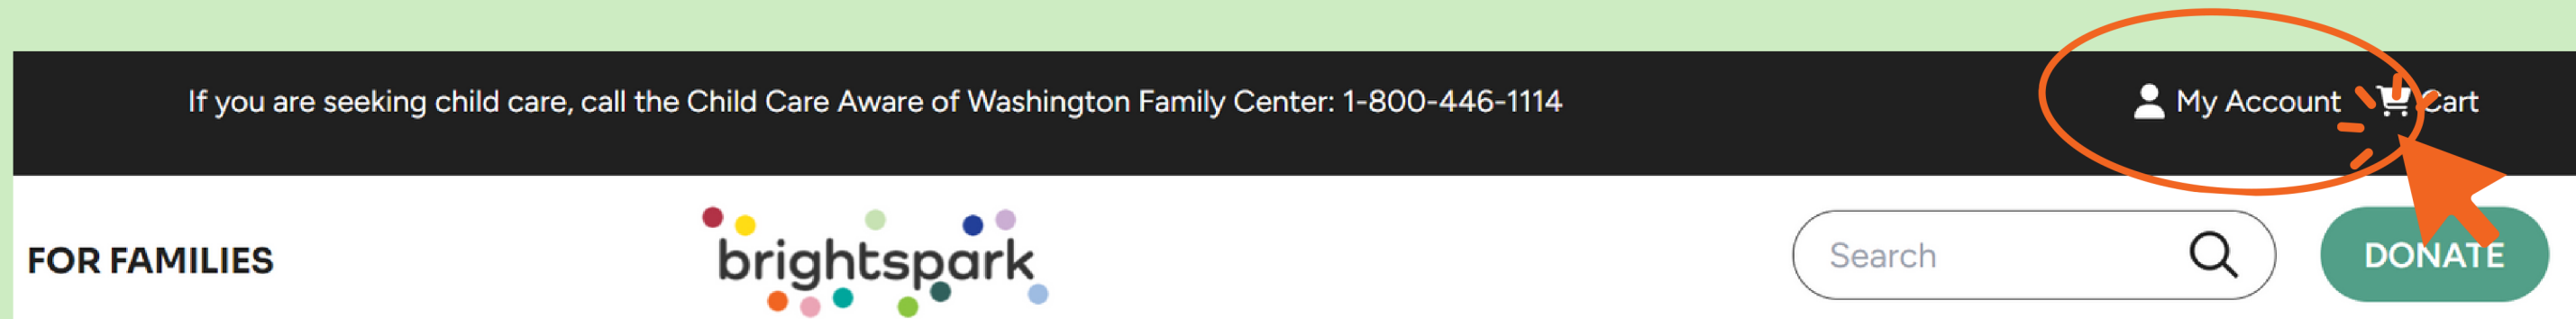 If you are seeking child care, call the Child Care Aware of Washington Family Center: 1-800-446-1114
My Account
Cart
FOR FAMILIES
brightspark
Search
DONATE